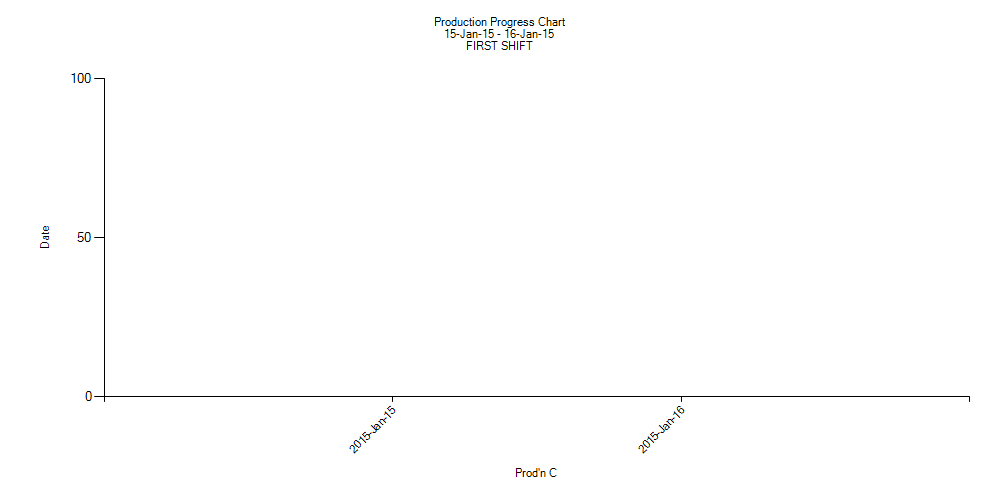 Production Progress Chart
15-Jan-15 - 16-Jan-15
FIRST SHIFT
100
50
0
Date
2015-Jan-15
2015-Jan-16
Prod'n C